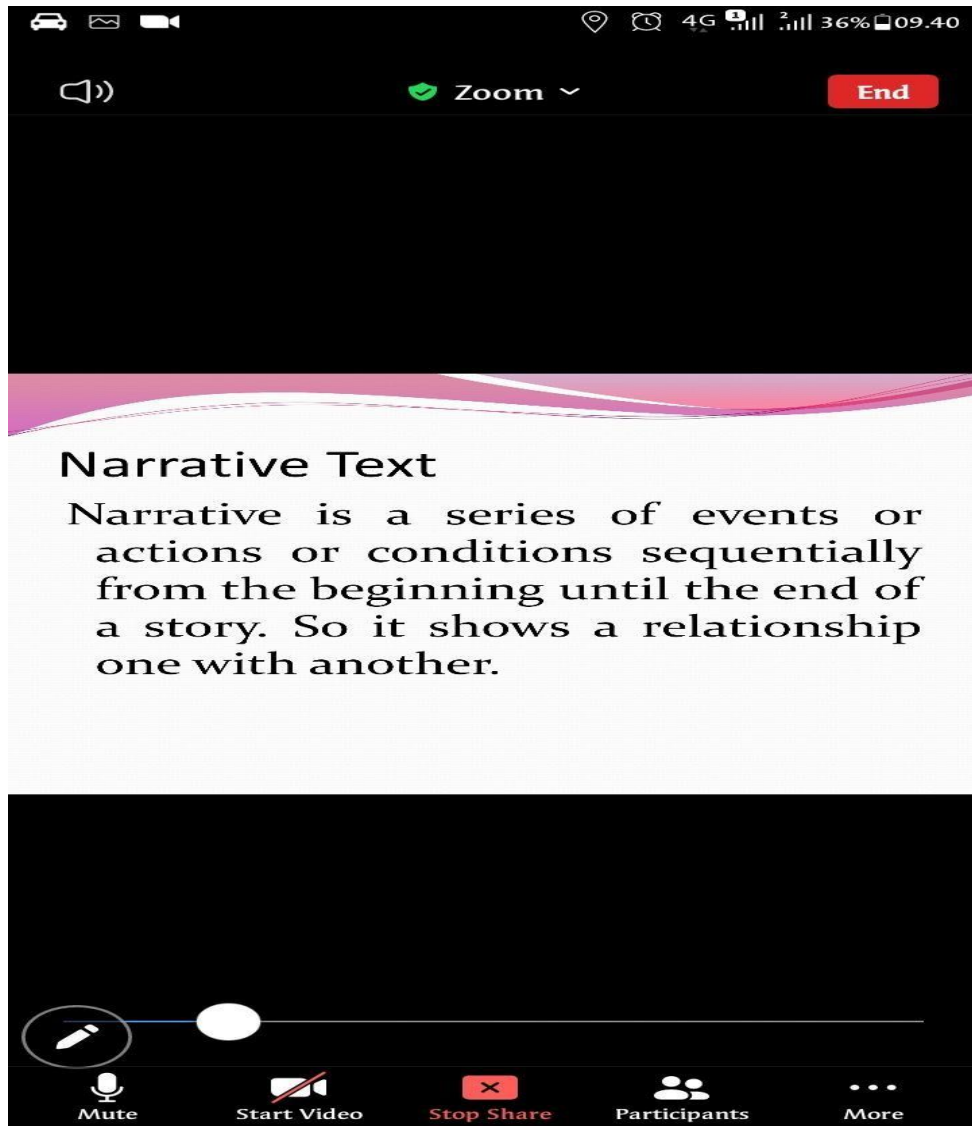 4G 1 2 36% 09.40
Zoom End
Narrative Text
Narrative is a series of events or
actions or conditions sequentially
from the beginning until the end of
a story. So it shows a relationship
one with another.
Mute Start Video Stop Share Participants More